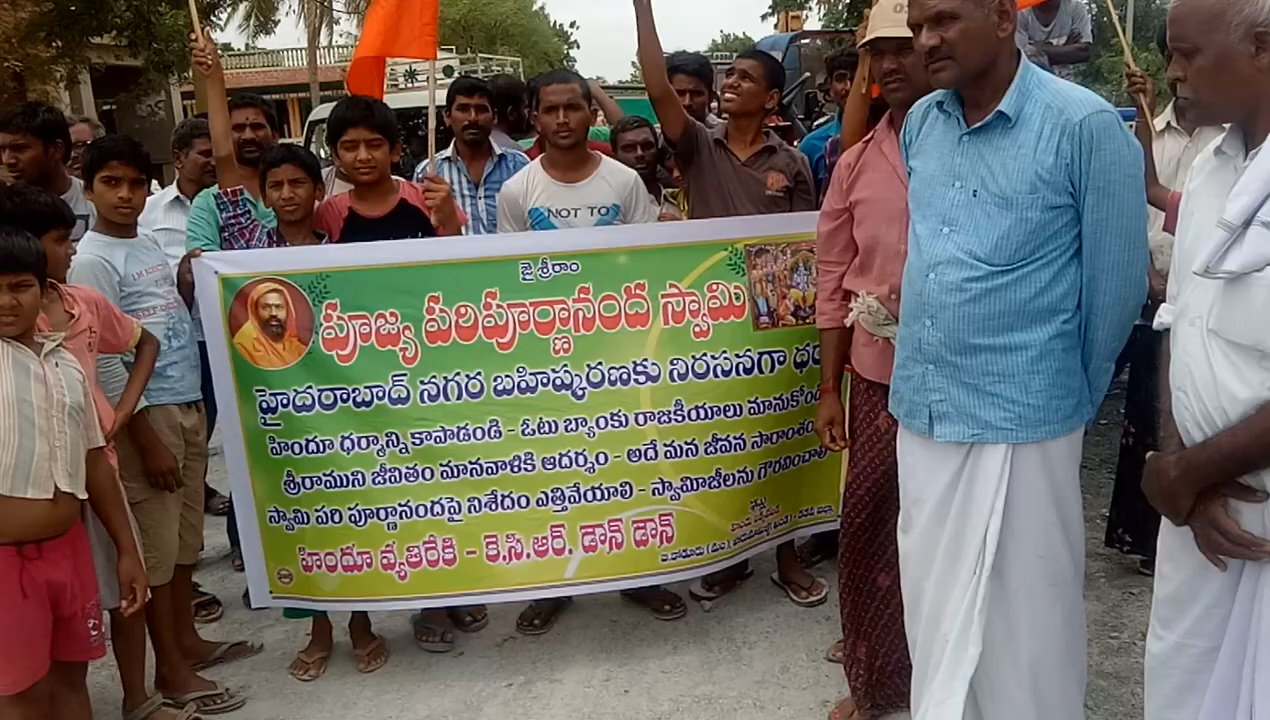 జై శ్రీరాం
పూజ్య పరిపూర్ణానంద స్వామి
హైదరాబాద్ నగర బహిష్కరణకు నిరసనగా
హిందూ ధర్మాన్ని కాపాడండి - ఓటు బ్యాంకు రాజకీయాలు మానుకోండి
శ్రీరాముని జీవితం మానవాళికి ఆదర్శం - అదే మన జీవన సారాంశం
స్వామి పరి పూర్ణానందపై నిశేదం ఎత్తివేయాలి - స్వామీజీలను గౌరవించాలి
హిందూ వ్యతిరేకి - కె.సి.ఆర్. డౌన్ డౌన్
NOT TO